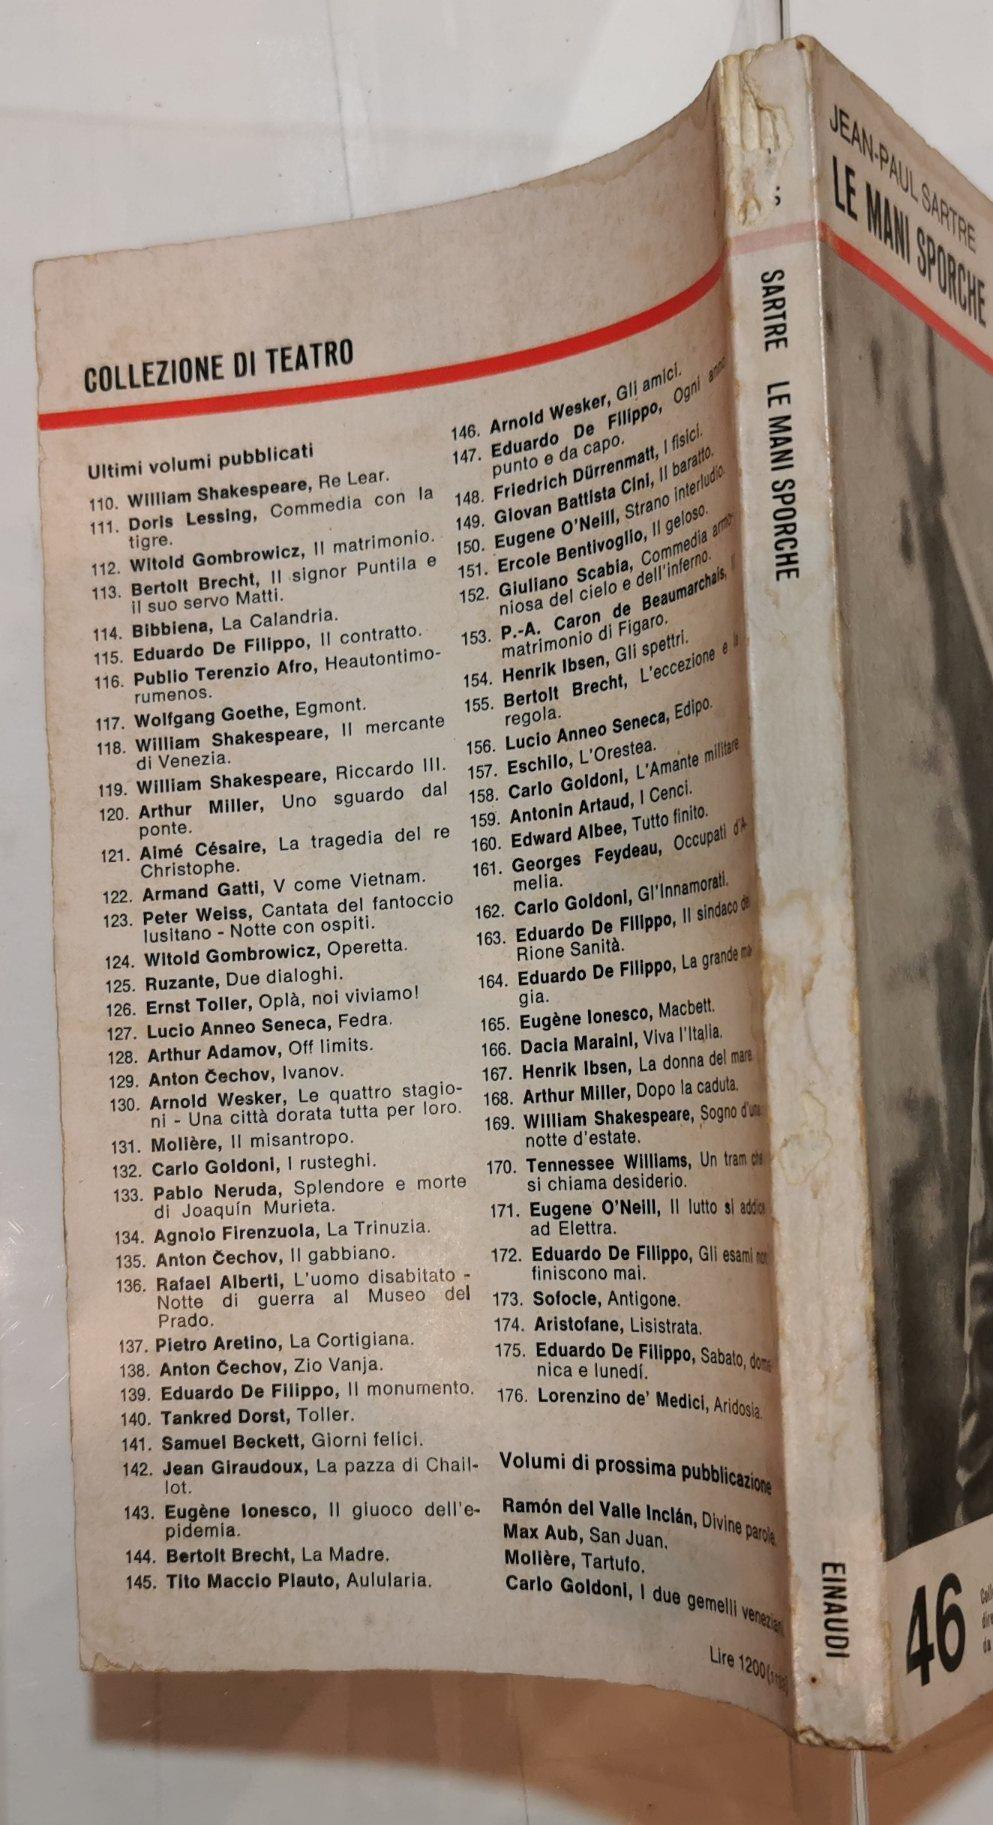 COLLEZIONE DI TEATRO
Ultimi volumi pubblicati
110. William Shakespeare, Re Lear.
111. Doris Lessing, Commedia con la
tigre.
112. Witold Gombrowicz, Il matrimonio.
113. Bertolt Brecht, Il signor Puntila e
il suo servo Matti.
114. Bibbiena, La Calandria.
115. Eduardo De Filippo, Il contratto.
116. Publio Terenzio Afro, Heautontimo-
rumenos.
117. Wolfgang Goethe, Egmont.
118. William Shakespeare, Il mercante
di Venezia.
119. William Shakespeare, Riccardo III.
120. Arthur Miller, Uno sguardo dal
ponte.
121. Aimé Césaire, La tragedia del re
Christophe.
122. Armand Gatti, V come Vietnam.
123. Peter Weiss, Cantata del fantoccio
lusitano - Notte con ospiti.
124. Witold Gombrowicz, Operetta.
125. Ruzante, Due dialoghi.
126. Ernst Toller, Oplà, noi viviamo!
127. Lucio Anneo Seneca, Fedra.
128. Arthur Adamov, Off limits.
129. Anton Čechov, Ivanov.
130. Arnold Wesker, Le quattro stagio-
ni - Una città dorata tutta per loro.
131. Molière, Il misantropo.
132. Carlo Goldoni, I rusteghi.
133. Pablo Neruda, Splendore e morte
di Joaquín Murieta.
134. Agnolo Firenzuola, La Trinuzia.
135. Anton Čechov, Il gabbiano.
136. Rafael Alberti, L'uomo disabitato -
Notte di guerra al Museo del
Prado.
137. Pietro Aretino, La Cortigiana.
138. Anton Čechov, Zio Vanja.
139. Eduardo De Filippo, Il monumento.
140. Tankred Dorst, Toller.
141. Samuel Beckett, Giorni felici.
142. Jean Giraudoux, La pazza di Chail-
lot.
143. Eugène Ionesco, Il giuoco dell'e-
pidemia.
144. Bertolt Brecht, La Madre.
145. Tito Maccio Plauto, Aulularia.
146. Arnold Wesker, Gli amici.
147. Eduardo De Filippo, Ogni anno
punto e da capo.
148. Friedrich Dürrenmatt, I fisici.
149. Giovan Battista Cini, Il baratto.
150. Eugene O'Neill, Strano interludio.
151. Ercole Bentivoglio, Il geloso.
152. Giuliano Scabia, Commedia armo-
niosa del cielo e dell'inferno.
153. P.-A. Caron de Beaumarchais, Il
matrimonio di Figaro.
154. Henrik Ibsen, Gli spettri.
155. Bertolt Brecht, L'eccezione e la
regola.
156. Lucio Anneo Seneca, Edipo.
157. Eschilo, L'Orestea.
158. Carlo Goldoni, L'Amante militare
159. Antonin Artaud, I Cenci.
160. Edward Albee, Tutto finito.
161. Georges Feydeau, Occupati d'A-
melia.
162. Carlo Goldoni, Gl'Innamorati.
163. Eduardo De Filippo, Il sindaco del
Rione Sanità.
164. Eduardo De Filippo, La grande ma-
gia.
165. Eugène Ionesco, Macbett.
166. Dacia Maraini, Viva l'Italia.
167. Henrik Ibsen, La donna del mare.
168. Arthur Miller, Dopo la caduta.
169. William Shakespeare, Sogno d'una
notte d'estate.
170. Tennessee Williams, Un tram che
si chiama desiderio.
171. Eugene O'Neill, Il lutto si addice
ad Elettra.
172. Eduardo De Filippo, Gli esami non
finiscono mai.
173. Sofocle, Antigone.
174. Aristofane, Lisistrata.
175. Eduardo De Filippo, Sabato, dome-
nica e lunedí.
176. Lorenzino de' Medici, Aridosia.
Volumi di prossima pubblicazione
Ramón del Valle Inclán, Divine parole.
Max Aub, San Juan.
Molière, Tartufo.
Carlo Goldoni, I due gemelli veneziani.
Lire 1200
SARTRE LE MANI SPORCHE
EINAUDI
JEAN-PAUL SARTRE
LE MANI SPORCHE
46